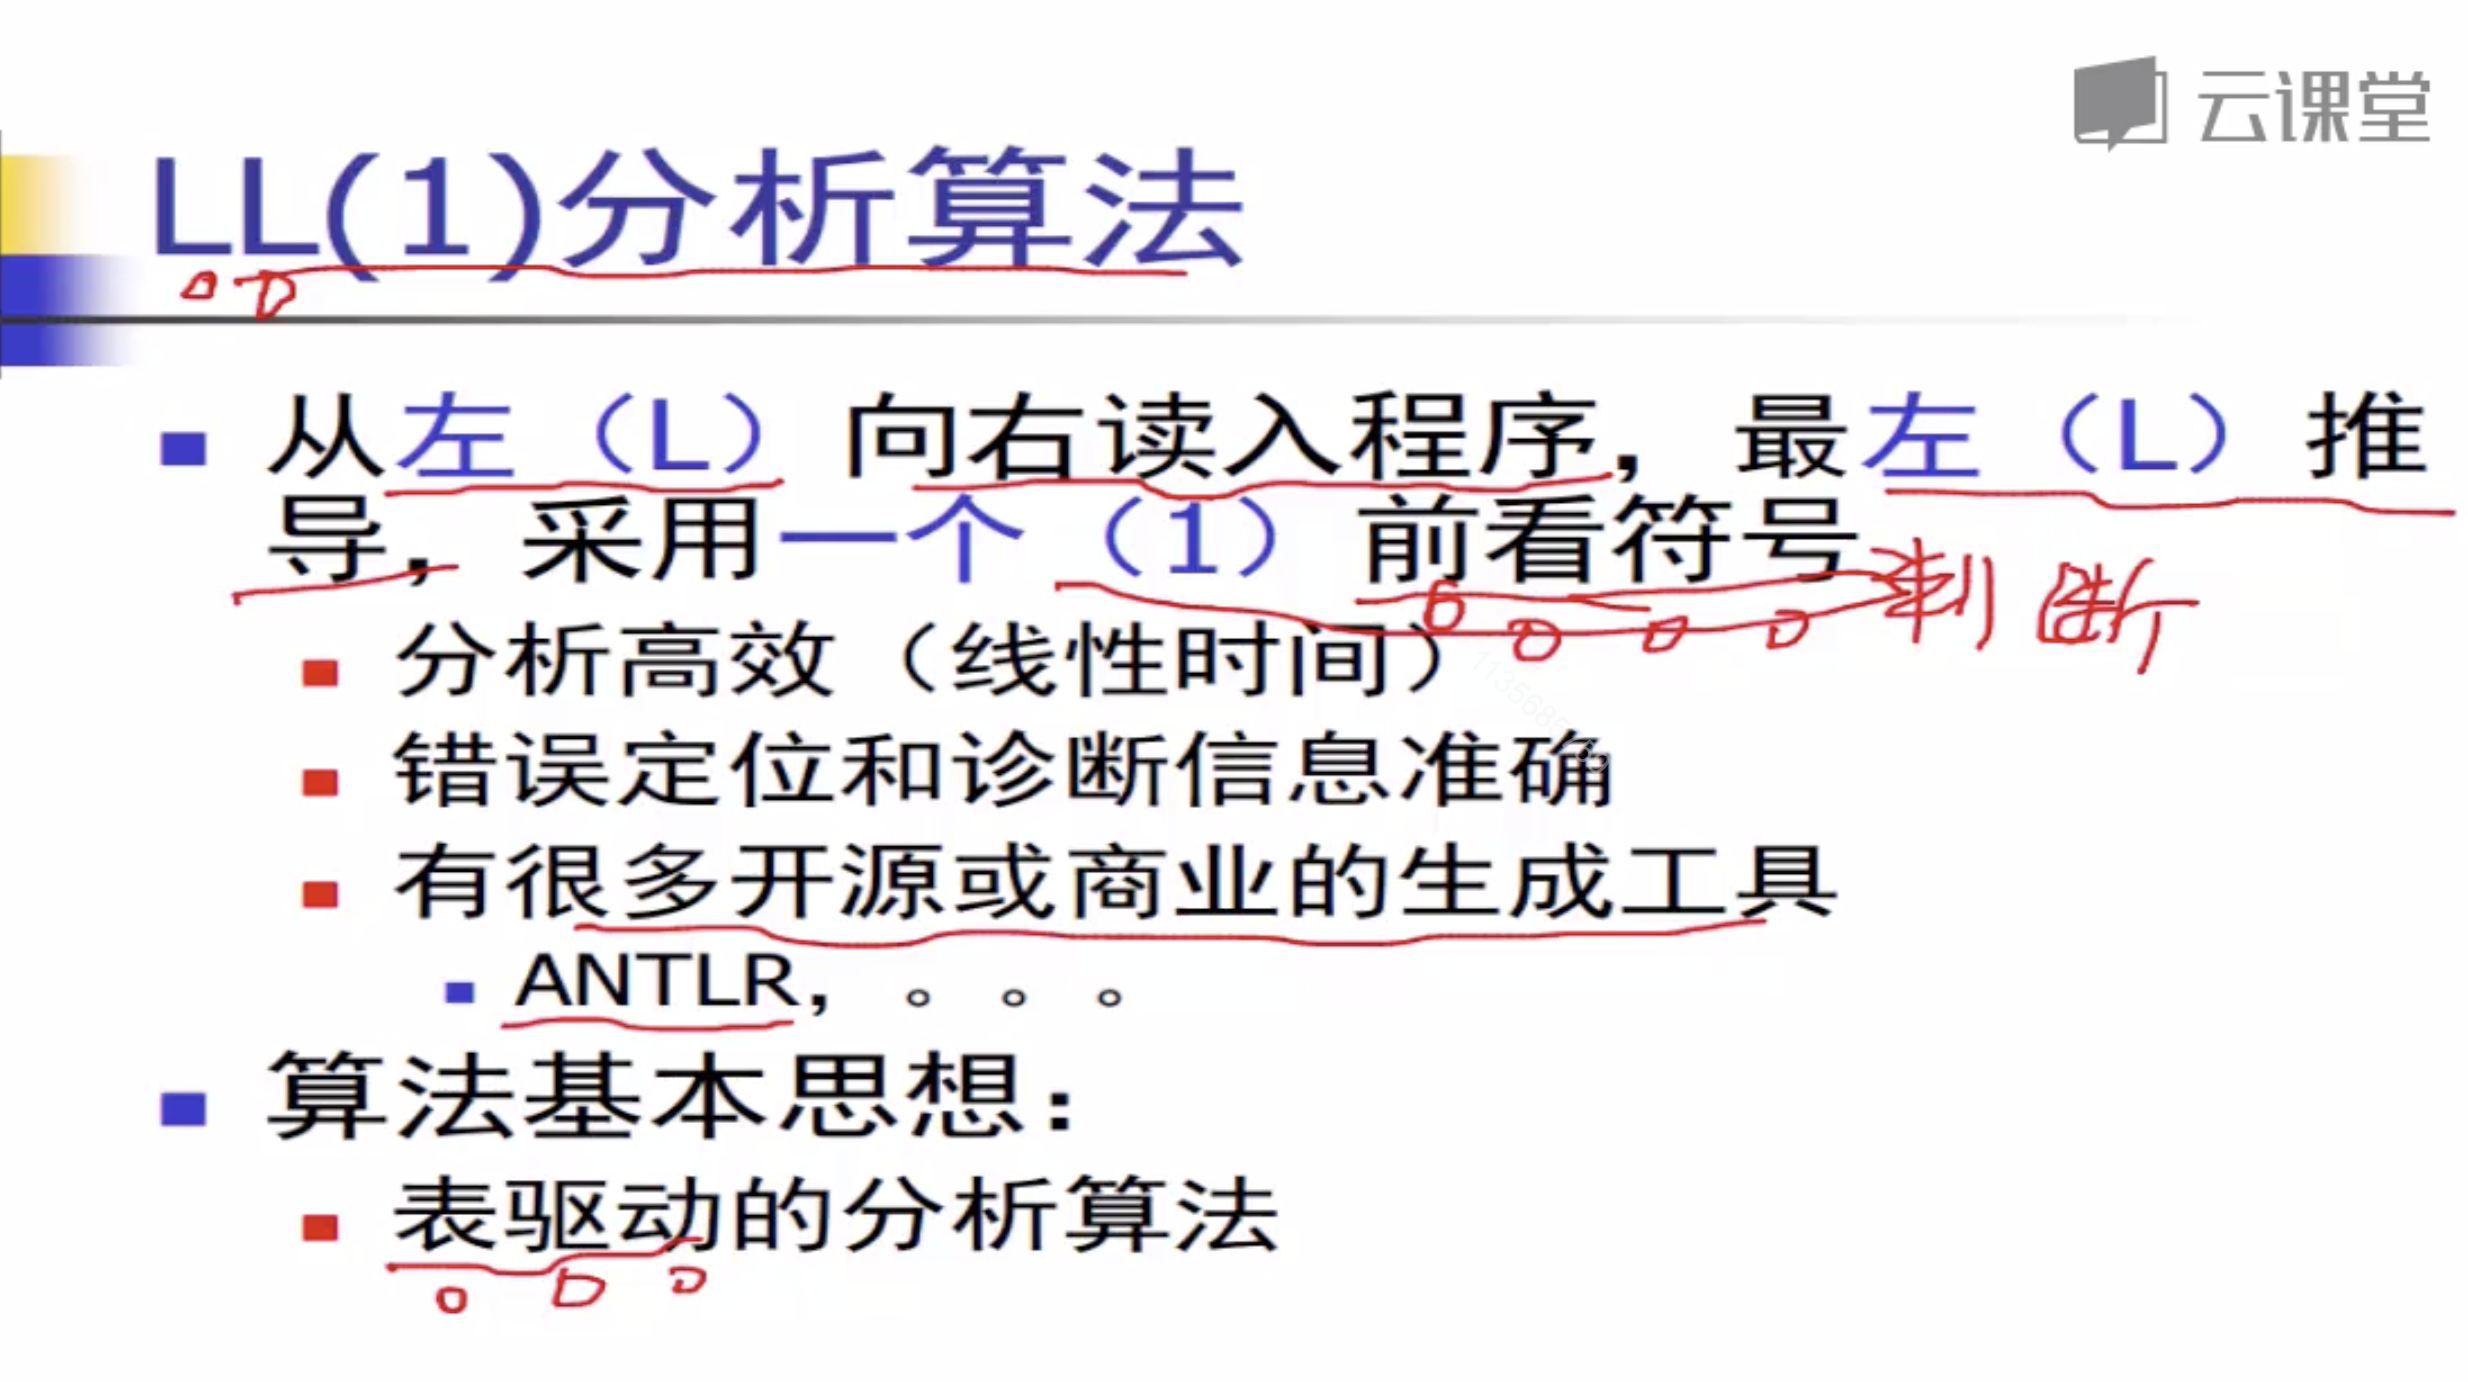 云课堂
LL(1)分析算法
从左（L）向右读入程序，最左（L）推
导，采用一个（1）前看符号
判断
分析高效（线性时间）
错误定位和诊断信息准确
有很多开源或商业的生成工具
ANTLR，。。。
算法基本思想：
表驱动的分析算法